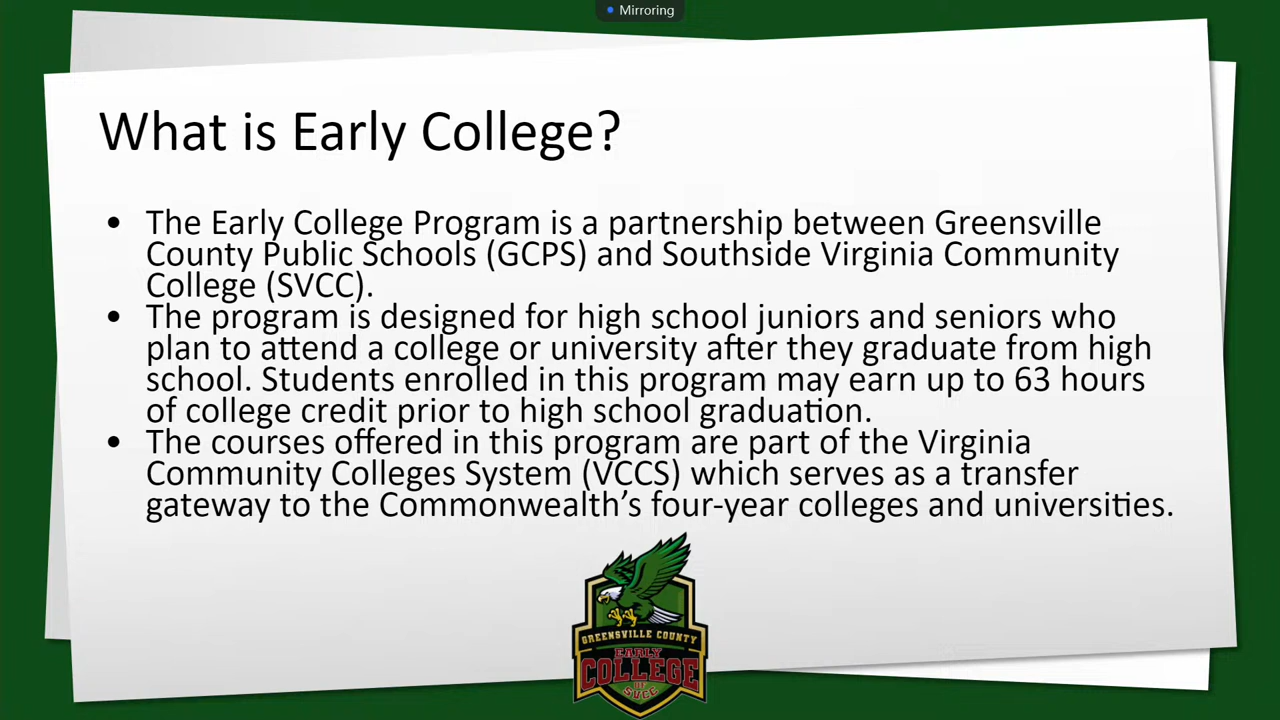 Mirroring
What is Early College?
• The Early College Program is a partnership between Greensville
County Public Schools (GCPS) and Southside Virginia Community
College (SVCC).
• The program is designed for high school juniors and seniors who
plan to attend a college or university after they graduate from high
school. Students enrolled in this program may earn up to 63 hours
of college credit prior to high school graduation.
• The courses offered in this program are part of the Virginia
Community Colleges System (VCCS) which serves as a transfer
gateway to the Commonwealth’s four-year colleges and universities.
GREENSVILLE COUNTY
EARLY
COLLEGE
OF
SVCC